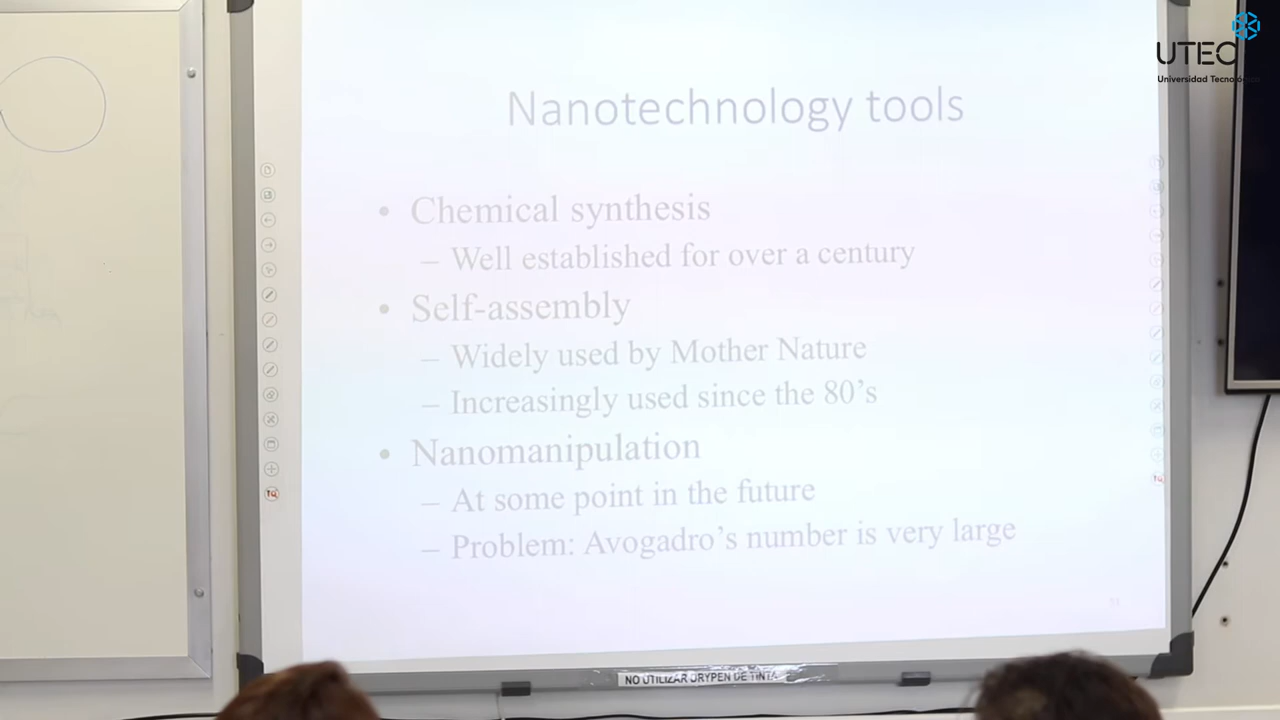 UTEC
Universidad Tecnológica
Nanotechnology tools
• Chemical synthesis
– Well established for over a century
• Self-assembly
– Widely used by Mother Nature
– Increasingly used since the 80's
• Nanomanipulation
– At some point in the future
– Problem: Avogadro's number is very large
31
NO UTILIZAR DRYPEN DE TINTA